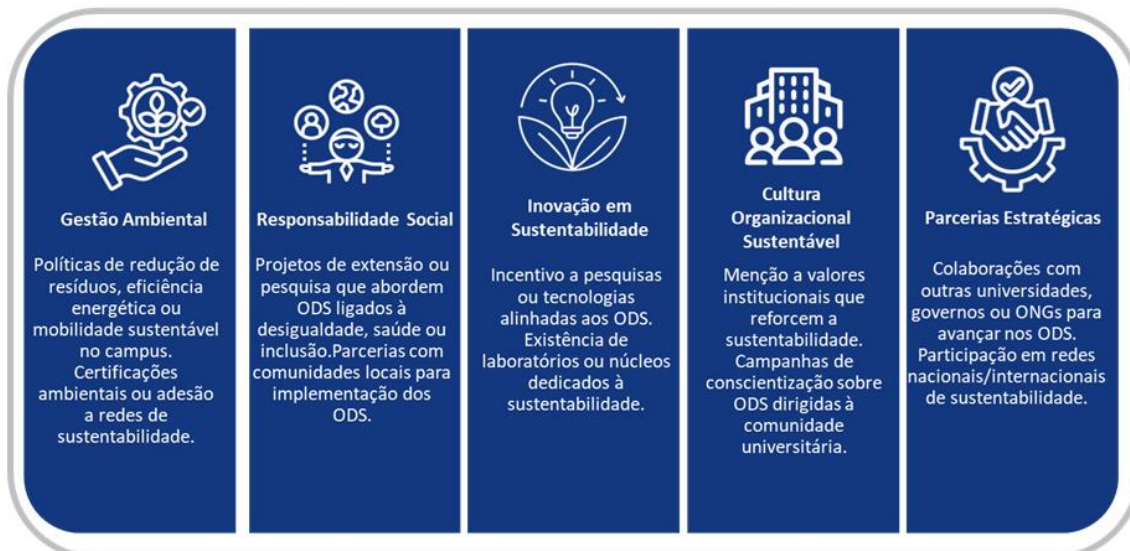 Gestão Ambiental
Políticas de redução de
resíduos, eficiência
energética ou
mobilidade sustentável
no campus.
Certificações
ambientais ou adesão
a redes de
sustentabilidade.
Responsabilidade Social
Projetos de extensão ou
pesquisa que abordem
ODS ligados à
desigualdade, saúde ou
inclusão.Parcerias com
comunidades locais para
implementação dos
ODS.
Inovação em
Sustentabilidade
Incentivo a pesquisas
ou tecnologias
alinhadas aos ODS.
Existência de
laboratórios ou núcleos
dedicados à
sustentabilidade.
Cultura
Organizacional
Sustentável
Menção a valores
institucionais que
reforcem a
sustentabilidade.
Campanhas de
conscientização sobre
ODS dirigidas à
comunidade
universitária.
Parcerias Estratégicas
Colaborações com
outras universidades,
governos ou ONGs para
avançar nos ODS.
Participação em redes
nacionais/internacionais
de sustentabilidade.